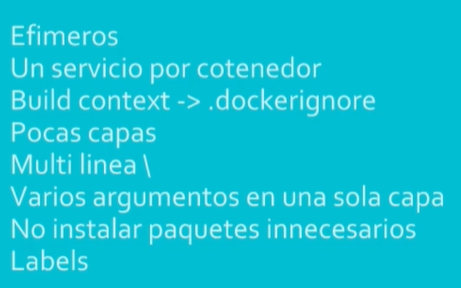 Efimeros
Un servicio por cotenedor
Build context -> .dockerignore
Pocas capas
Multi linea \
Varios argumentos en una sola capa
No instalar paquetes innecesarios
Labels